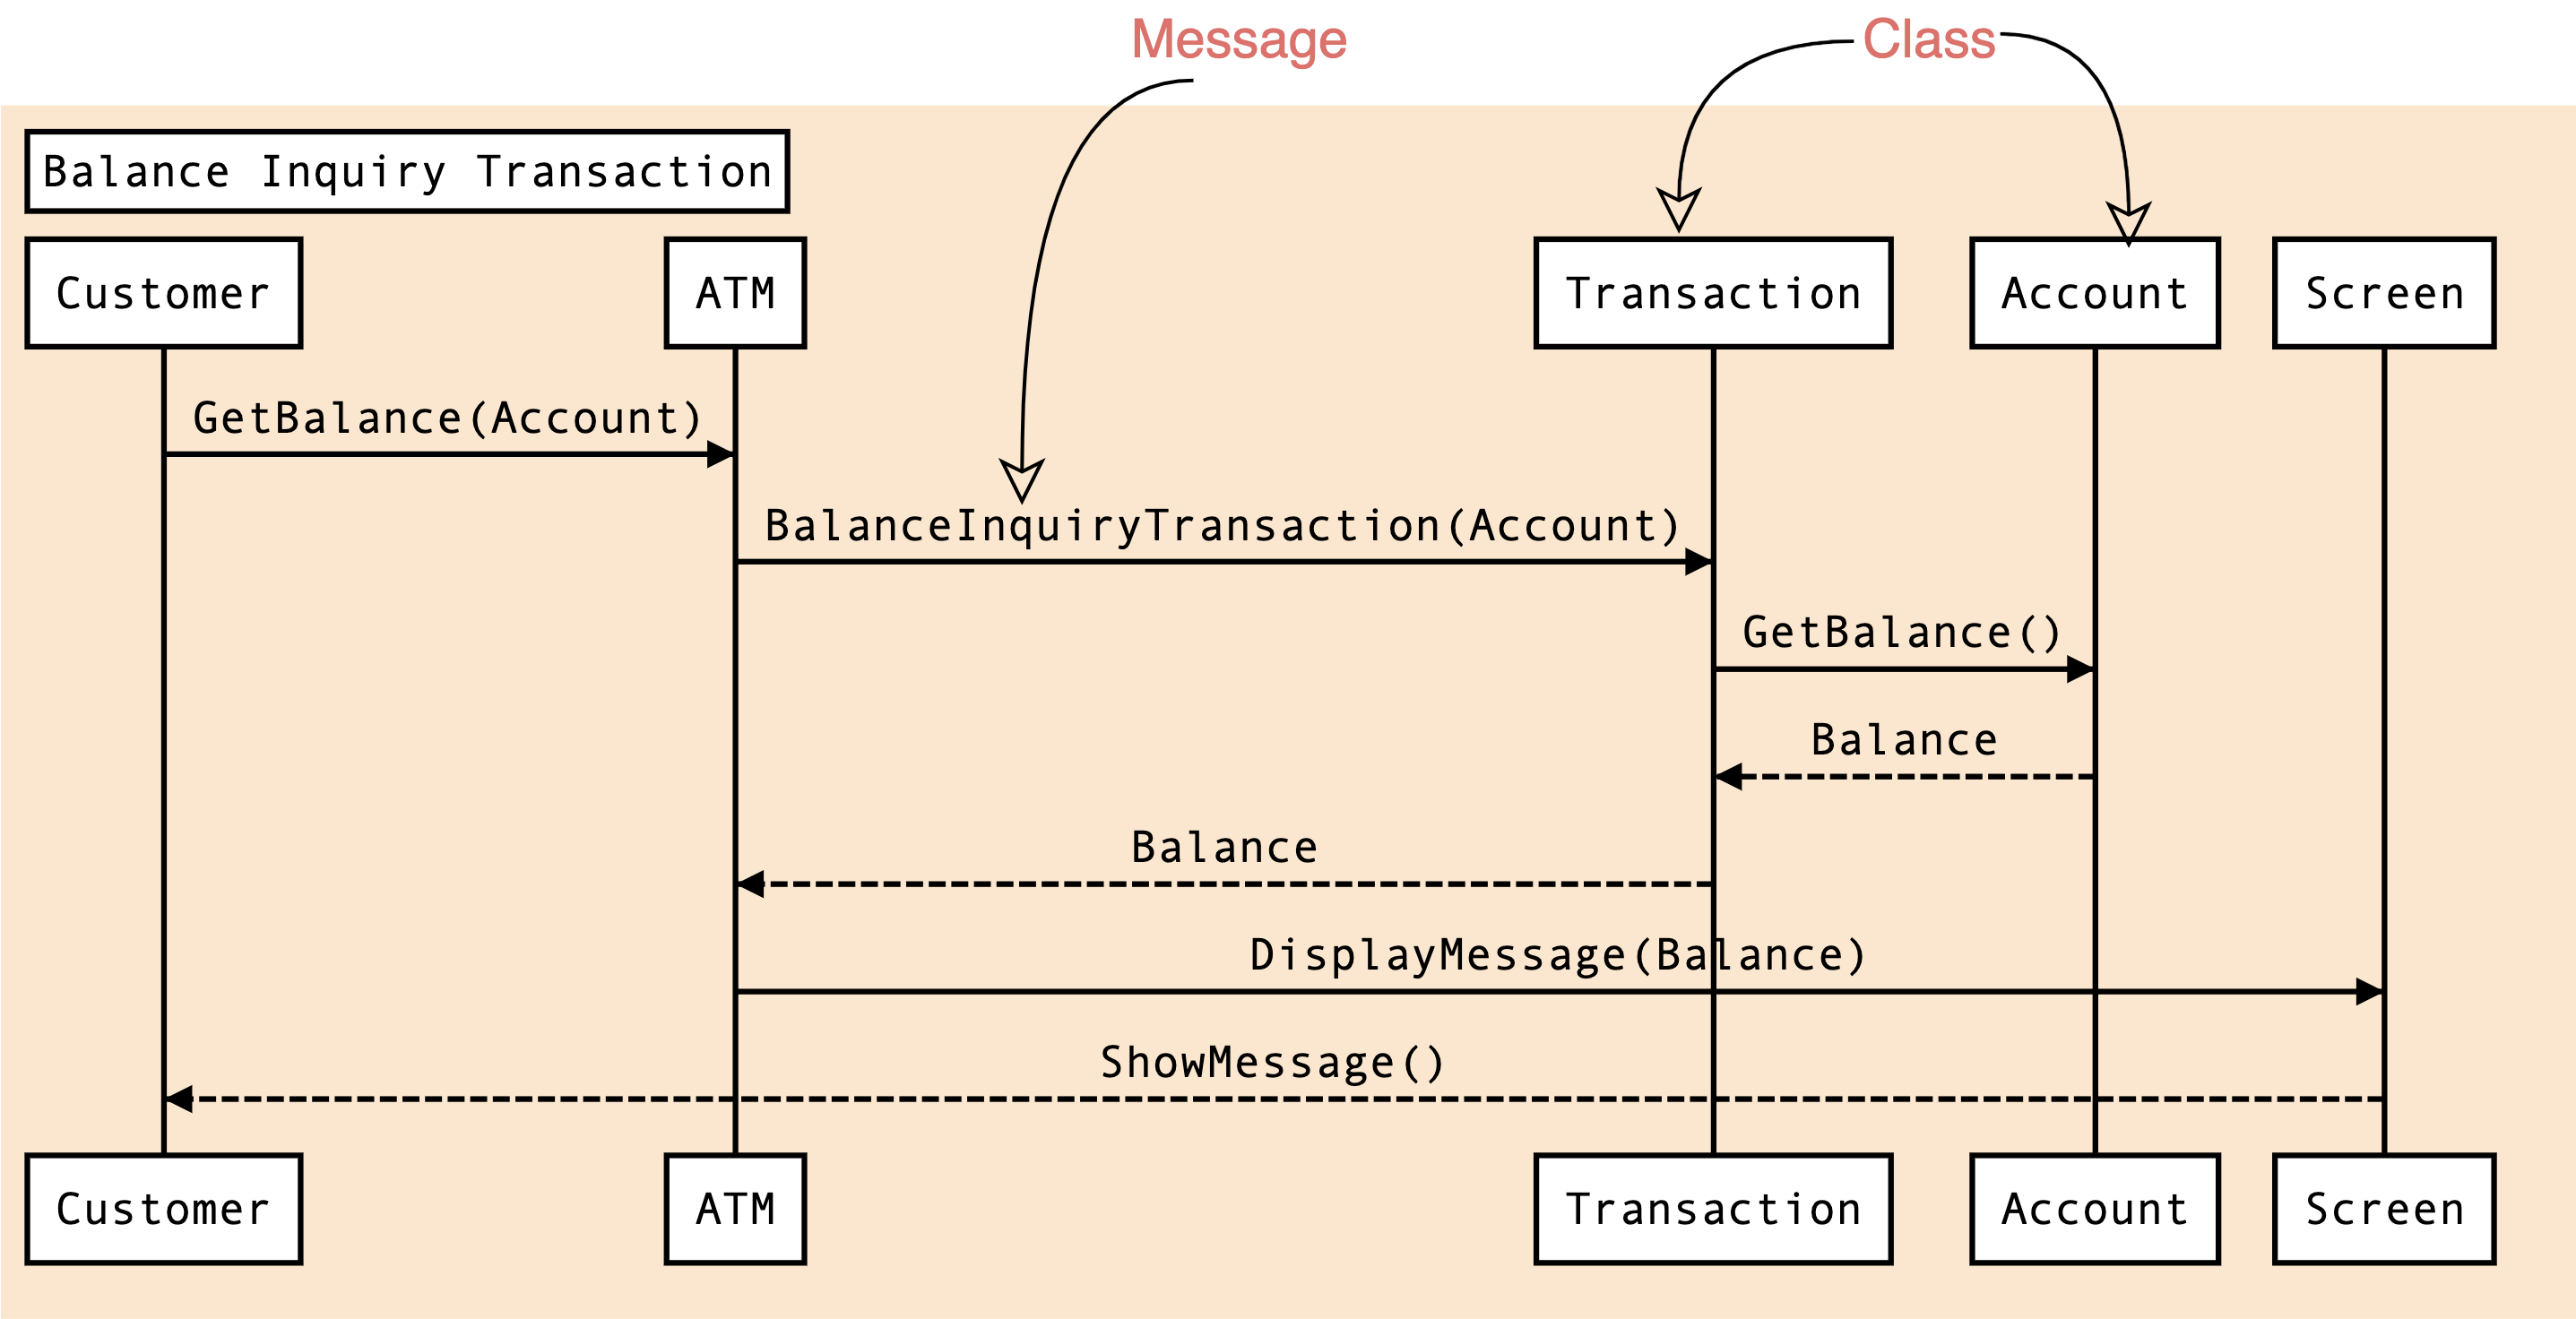 Message
Class
Balance Inquiry Transaction
Customer
ATM
Transaction
Account
Screen
GetBalance(Account)
BalanceInquiryTransaction(Account)
GetBalance()
Balance
Balance
DisplayMessage(Balance)
ShowMessage()
Customer
ATM
Transaction
Account
Screen